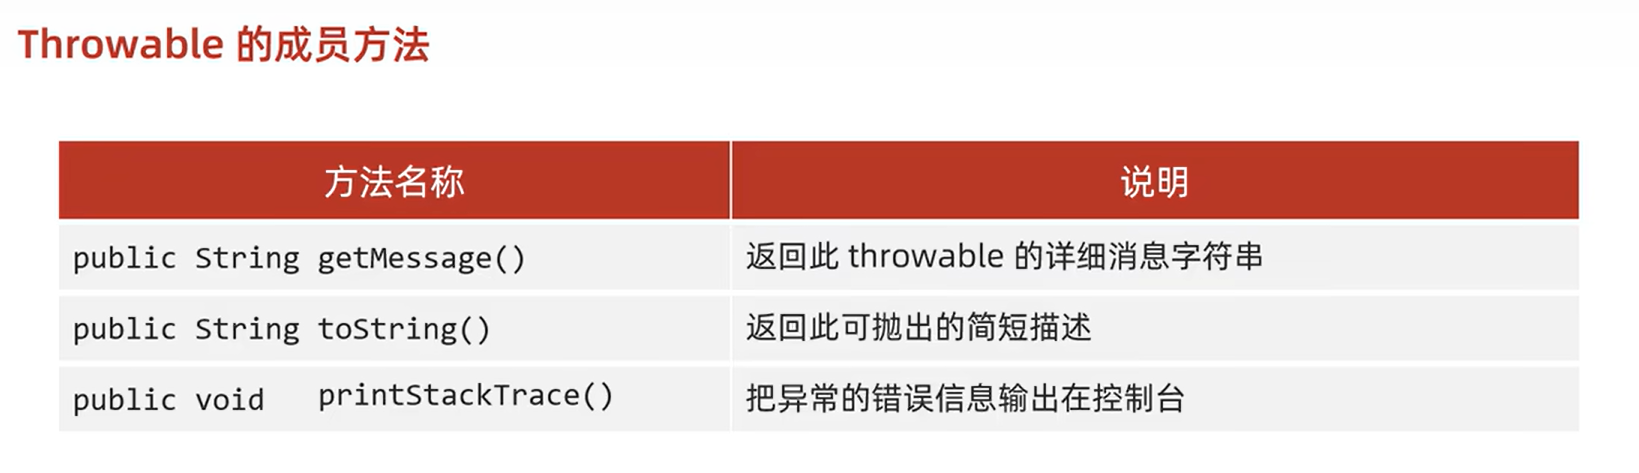 Throwable 的成员方法
方法名称 说明
public String getMessage() 返回此 throwable 的详细消息字符串
public String toString() 返回此可抛出的简短描述
public void printStackTrace() 把异常的错误信息输出在控制台